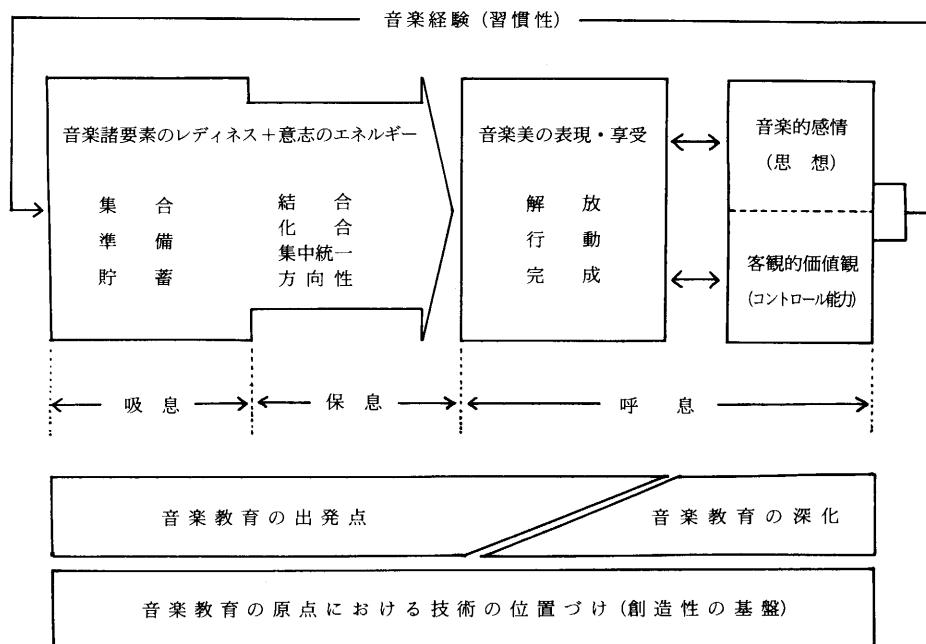 音楽経験(習慣性)
音楽諸要素のレディネス+意志のエネルギー
集合
準備
貯蓄
結合
化合
集中統一
方向性
音楽美の表現・享受
解放
行動
完成
音楽的感情
(思想)
客観的価値観
(コントロール能力)
吸息
保息
呼息
音楽教育の出発点
音楽教育の深化
音楽教育の原点における技術の位置づけ(創造性の基盤)